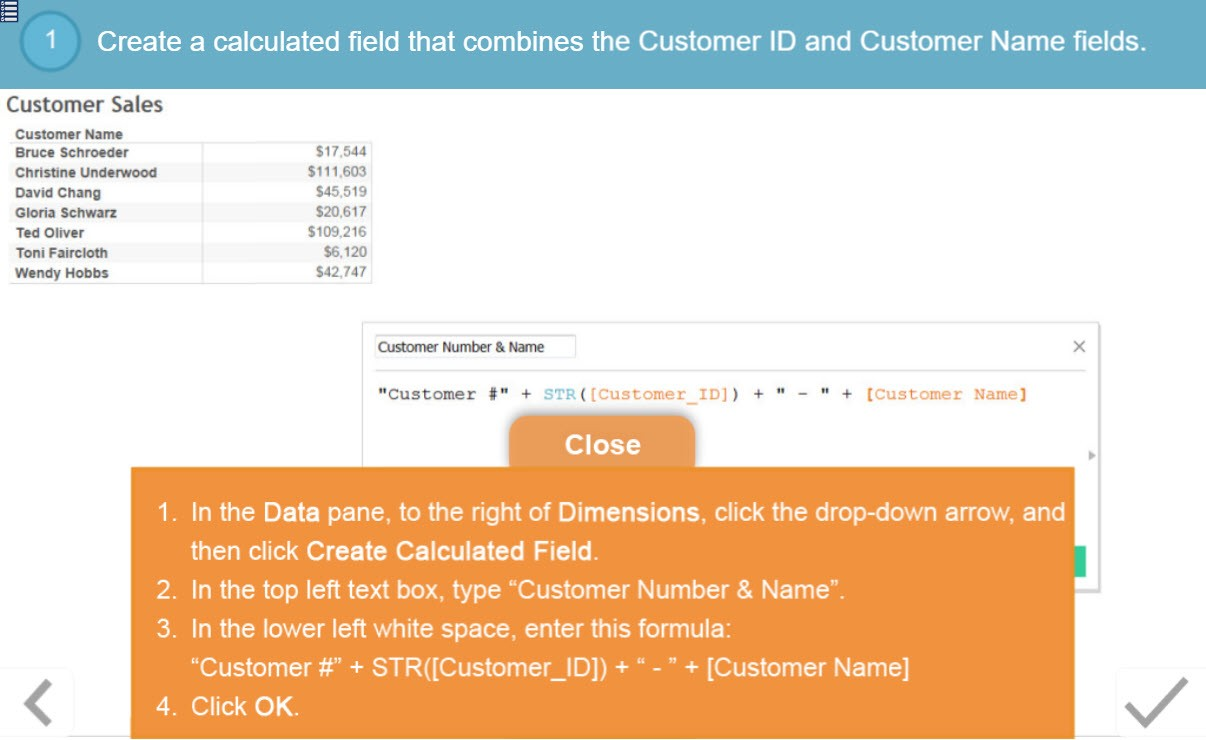 1 Create a calculated field that combines the Customer ID and Customer Name fields.
Customer Sales
Customer Name
Bruce Schroeder $17,544
Christine Underwood $111,603
David Chang $45,519
Gloria Schwarz $20,617
Ted Oliver $109,216
Toni Faircloth $6,120
Wendy Hobbs $42,747
Customer Number & Name
"Customer #" + STR([Customer_ID]) + " - " + [Customer Name]
Close
1. In the Data pane, to the right of Dimensions, click the drop-down arrow, and
then click Create Calculated Field.
2. In the top left text box, type “Customer Number & Name”.
3. In the lower left white space, enter this formula:
“Customer #” + STR([Customer_ID]) + “ - ” + [Customer Name]
4. Click OK.